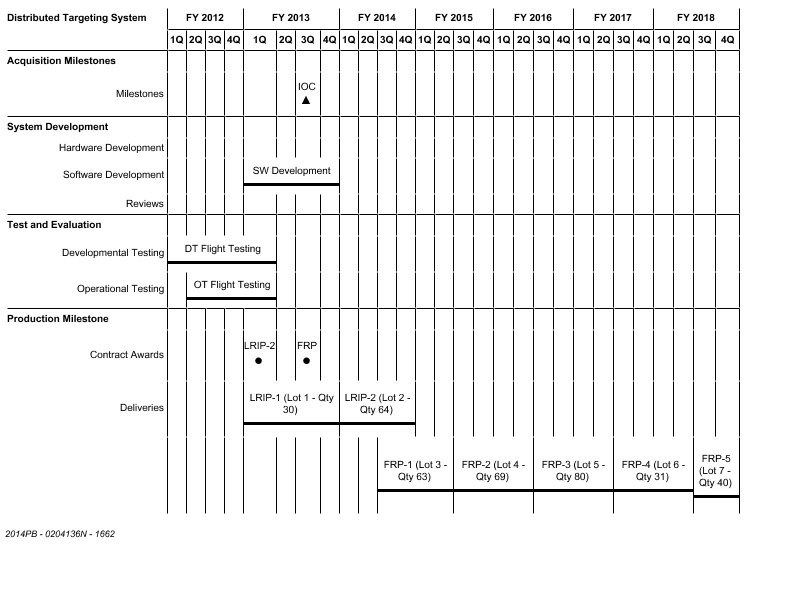 Distributed Targeting System FY 2012 FY 2013 FY 2014 FY 2015 FY 2016 FY 2017 FY 2018
1Q 2Q 3Q 4Q 1Q 2Q 3Q 4Q 1Q 2Q 3Q 4Q 1Q 2Q 3Q 4Q 1Q 2Q 3Q 4Q 1Q 2Q 3Q 4Q 1Q 2Q 3Q 4Q
Acquisition Milestones
IOC
Milestones
System Development
Hardware Development
SW Development
Software Development
Reviews
Test and Evaluation
DT Flight Testing
Developmental Testing
OT Flight Testing
Operational Testing
Production Milestone
LRIP-2 FRP
Contract Awards
LRIP-1 (Lot 1 - Qty
30)
LRIP-2 (Lot 2 -
Qty 64)
Deliveries
FRP-1 (Lot 3 -
Qty 63)
FRP-2 (Lot 4 -
Qty 69)
FRP-3 (Lot 5 -
Qty 80)
FRP-4 (Lot 6 -
Qty 31)
FRP-5
(Lot 7 -
Qty 40)
2014PB - 0204136N - 1662